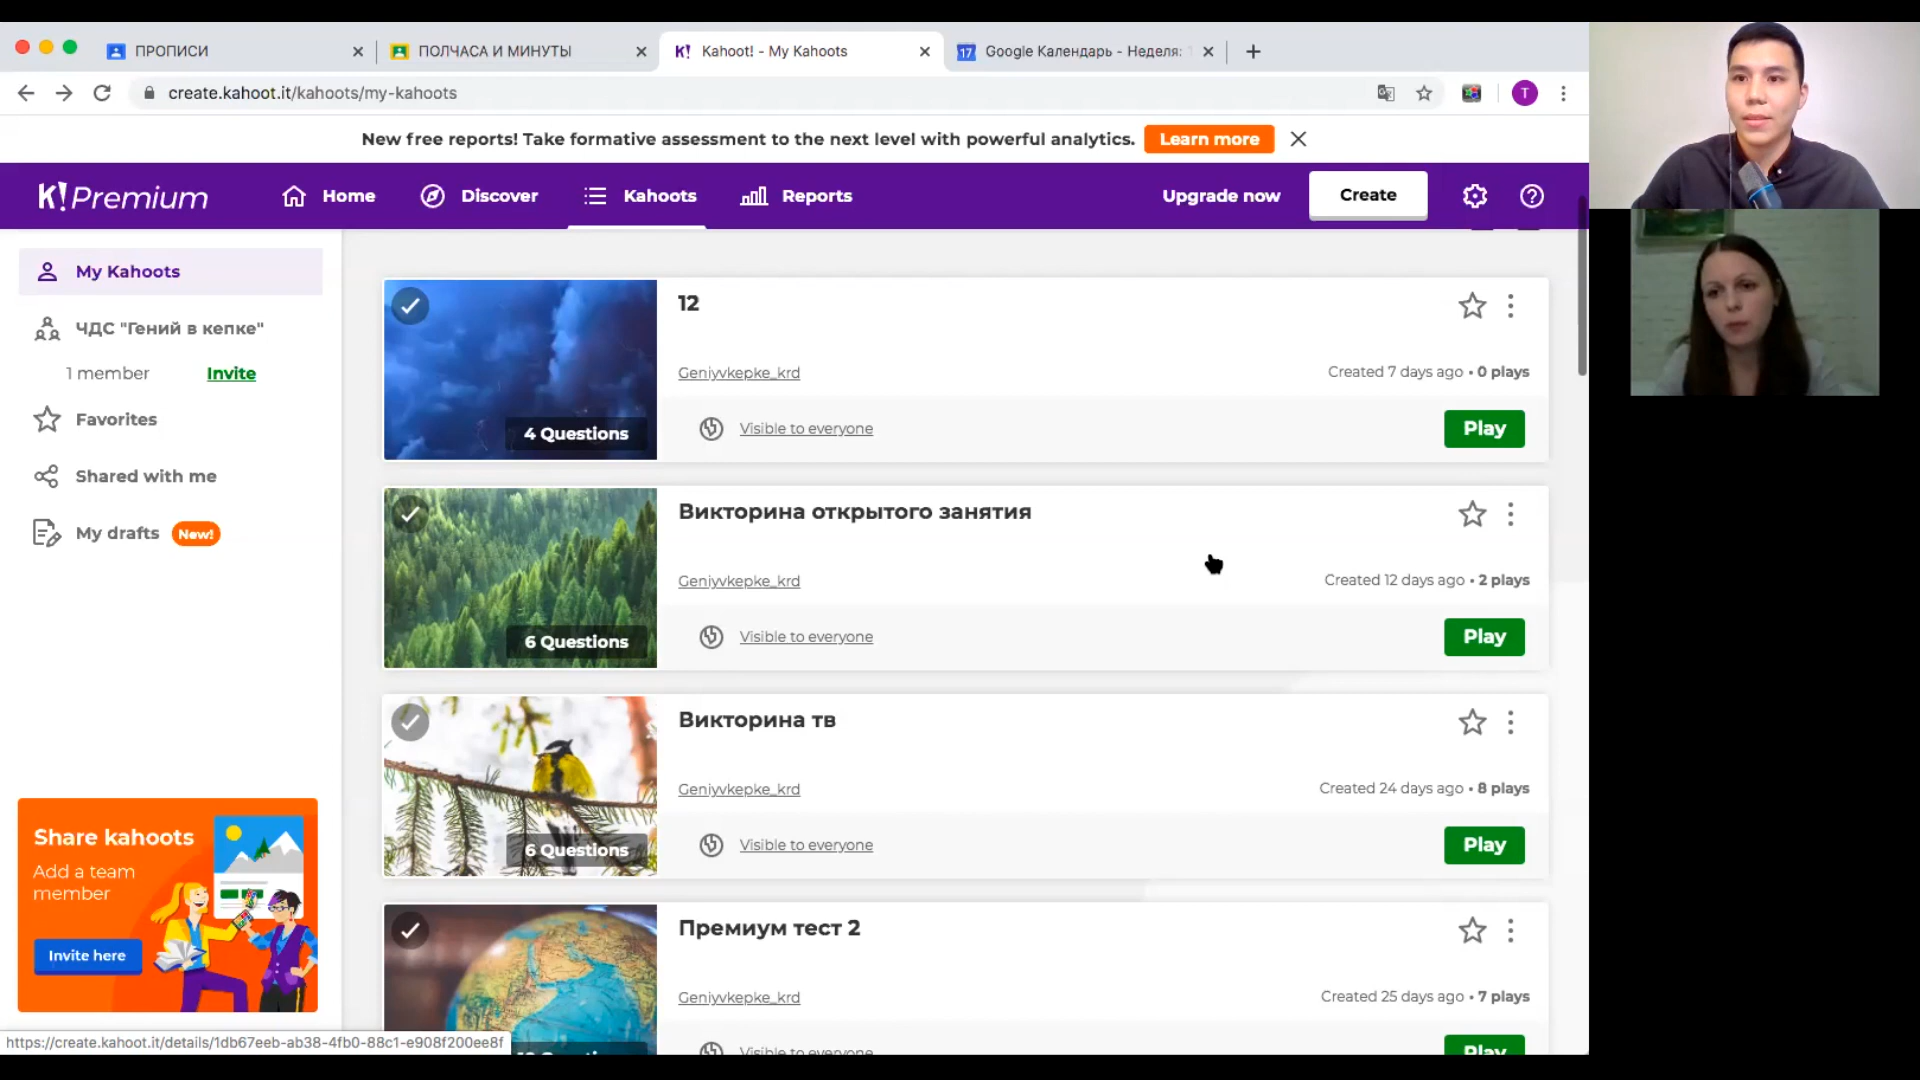 ПРОПИСИ
ПОЛЧАСА И МИНУТЫ
K! Kahoot! - My Kahoots
17 Google Календарь - Неделя:
create.kahoot.it/kahoots/my-kahoots
T
New free reports! Take formative assessment to the next level with powerful analytics. Learn more
K! Premium
Home
Discover
Kahoots
Reports
Upgrade now
Create
My Kahoots
ЧДС "Гений в кепке"
1 member Invite
Favorites
Shared with me
My drafts New!
12
Geniyvkepke_krd
Created 7 days ago • 0 plays
4 Questions
Visible to everyone
Play
Викторина открытого занятия
Geniyvkepke_krd
Created 12 days ago • 2 plays
6 Questions
Visible to everyone
Play
Викторина тв
Geniyvkepke_krd
Created 24 days ago • 8 plays
6 Questions
Visible to everyone
Play
Премиум тест 2
Geniyvkepke_krd
Created 25 days ago • 7 plays
Visible to everyone
Play
Share kahoots
Add a team
member
Invite here
https://create.kahoot.it/details/1db67eeb-ab38-4fb0-88c1-e908f200ee8f